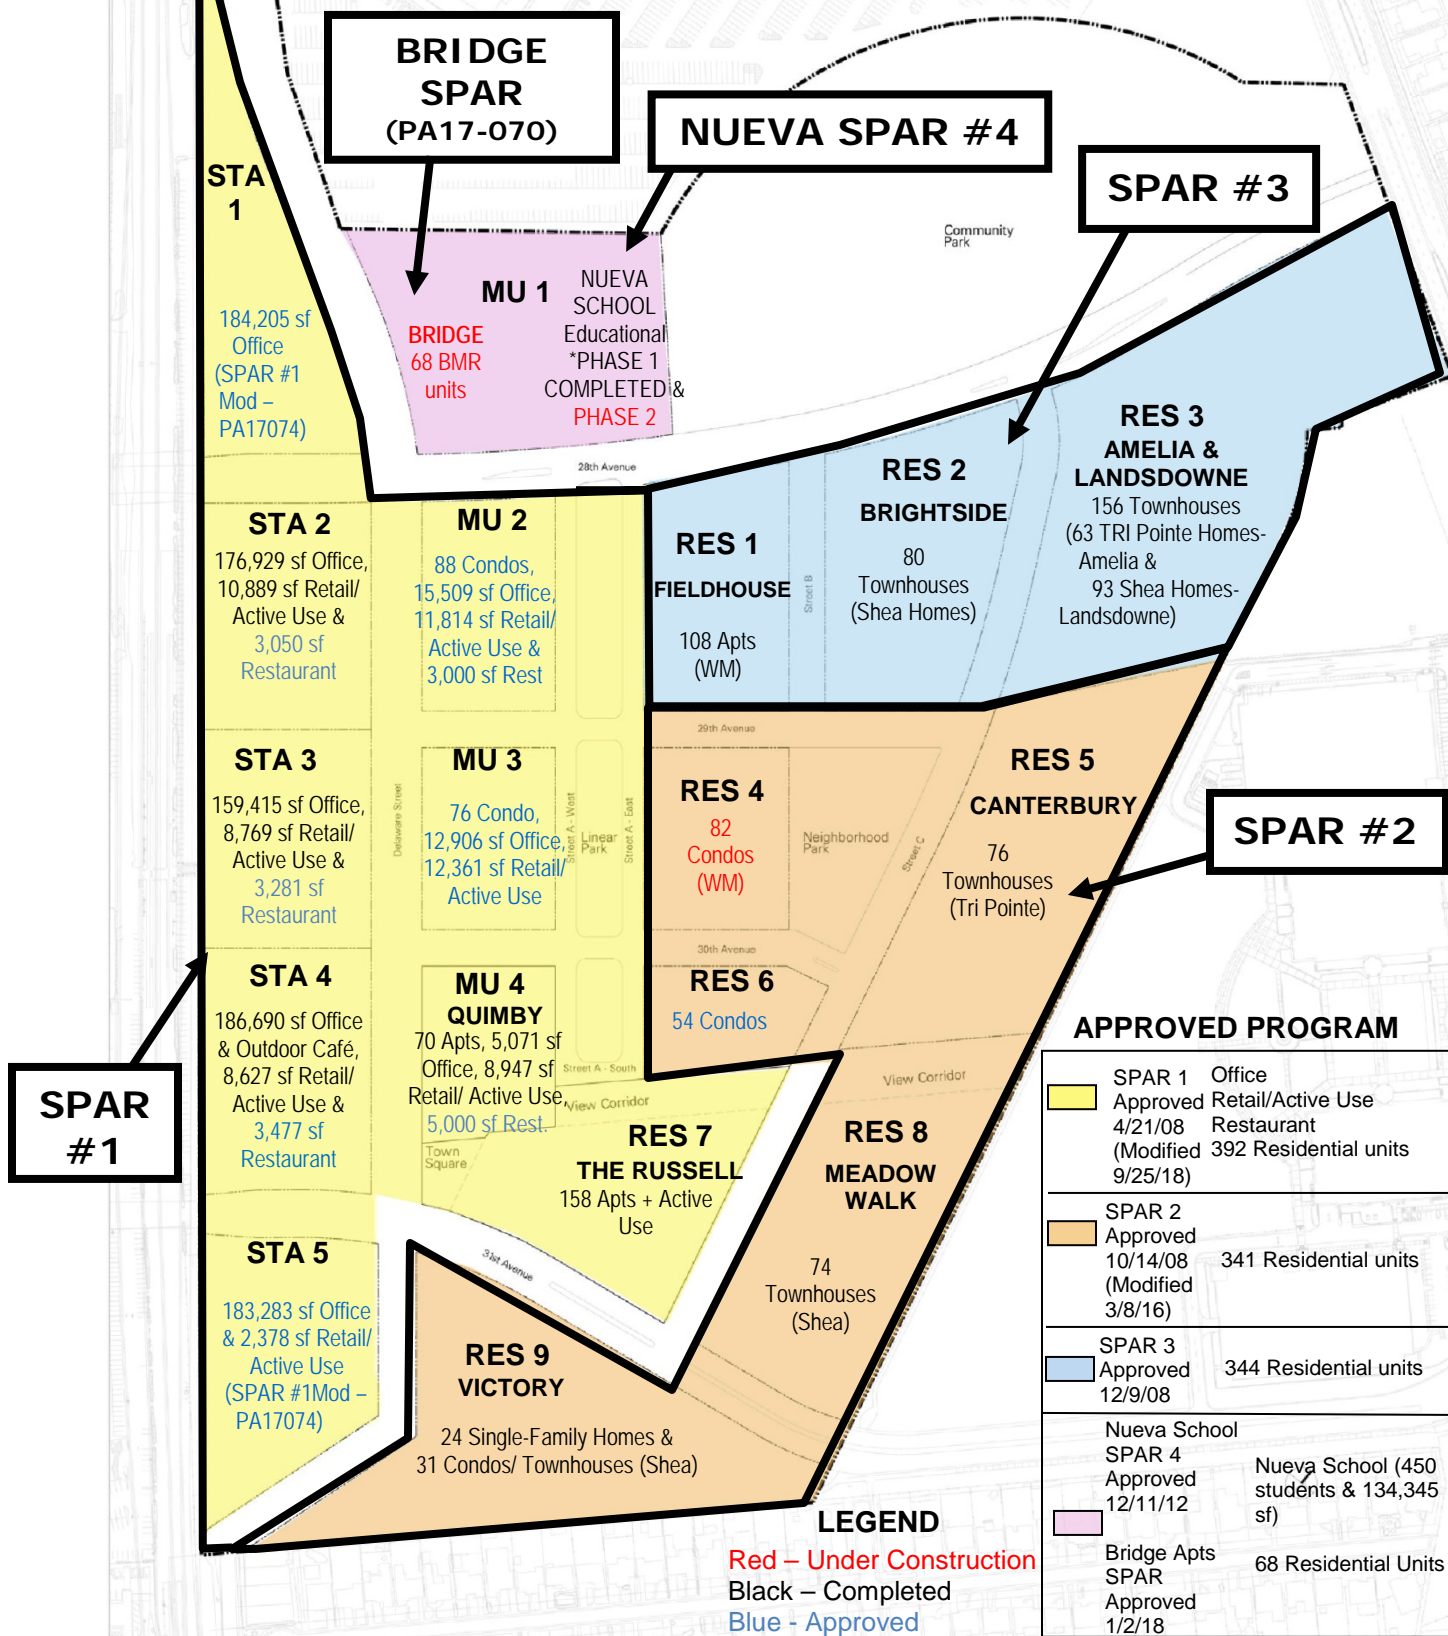 BRIDGE
SPAR
(PA17-070)
NUEVA SPAR #4
SPAR #3
STA
1
184,205 sf
Office
(SPAR #1
Mod –
PA17074)
MU 1
BRIDGE
68 BMR
units
NUEVA
SCHOOL
Educational
*PHASE 1
COMPLETED &
PHASE 2
Community
Park
28th Avenue
RES 3
AMELIA &
LANDSDOWNE
156 Townhouses
(63 TRI Pointe Homes-
Amelia &
93 Shea Homes-
Landsdowne)
RES 2
BRIGHTSIDE
80
Townhouses
(Shea Homes)
Street B
RES 1
FIELDHOUSE
108 Apts
(WM)
STA 2
176,929 sf Office,
10,889 sf Retail/
Active Use &
3,050 sf
Restaurant
MU 2
88 Condos,
15,509 sf Office,
11,814 sf Retail/
Active Use &
3,000 sf Rest
29th Avenue
STA 3
159,415 sf Office,
8,769 sf Retail/
Active Use &
3,281 sf
Restaurant
Delaware Street
MU 3
76 Condo,
12,906 sf Office,
12,361 sf Retail/
Active Use
Street A - West
Linear
Park
Street A - East
RES 4
82
Condos
(WM)
Neighborhood
Park
Street C
RES 5
CANTERBURY
76
Townhouses
(Tri Pointe)
SPAR #2
30th Avenue
RES 6
54 Condos
STA 4
186,690 sf Office
& Outdoor Café,
8,627 sf Retail/
Active Use &
3,477 sf
Restaurant
MU 4
QUIMBY
70 Apts, 5,071 sf
Office, 8,947 sf
Retail/ Active Use,
5,000 sf Rest.
Street A - South
View Corridor
Town
Square
SPAR
#1
RES 7
THE RUSSELL
158 Apts + Active
Use
View Corridor
RES 8
MEADOW
WALK
74
Townhouses
(Shea)
31st Avenue
STA 5
183,283 sf Office
& 2,378 sf Retail/
Active Use
(SPAR #1Mod –
PA17074)
RES 9
VICTORY
24 Single-Family Homes &
31 Condos/ Townhouses (Shea)
APPROVED PROGRAM
SPAR 1
Approved
4/21/08
(Modified
9/25/18)
Office
Retail/Active Use
Restaurant
392 Residential units
SPAR 2
Approved
10/14/08
(Modified
3/8/16)
341 Residential units
SPAR 3
Approved
12/9/08
344 Residential units
Nueva School
SPAR 4
Approved
12/11/12
Nueva School (450
students & 134,345
sf)
Bridge Apts
SPAR
Approved
1/2/18
68 Residential Units
LEGEND
Red – Under Construction
Black – Completed
Blue - Approved